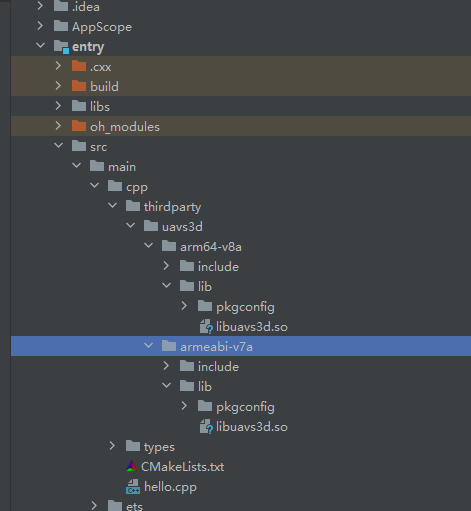 .idea
AppScope
entry
.cxx
build
libs
oh_modules
src
main
cpp
thirdparty
uavs3d
arm64-v8a
include
lib
pkgconfig
libuavs3d.so
armeabi-v7a
include
lib
pkgconfig
libuavs3d.so
types
CMakeLists.txt
hello.cpp
ets